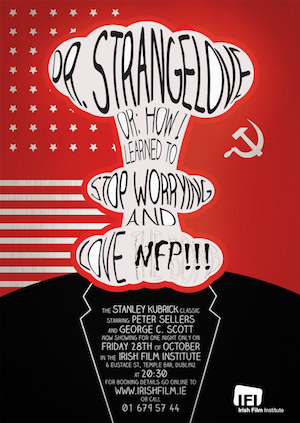 DR. STRANGELOVE
OR: HOW I
LEARNED TO
STOP WORRYING
AND
LOVE NFP!!!
THE STANLEY KUBRICK CLASSIC
STARRING PETER SELLERS
AND GEORGE C. SCOTT
NOW SHOWING FOR ONE NIGHT ONLY ON
FRIDAY 28TH OF OCTOBER
IN THE IRISH FILM INSTITUTE
6 EUSTACE ST, TEMPLE BAR, DUBLIN2
AT 20:30
FOR BOOKING DETAILS GO ONLINE TO
WWW.IRISHFILM.IE
OR CALL
01 679 57 44
IFI
Irish Film Institute